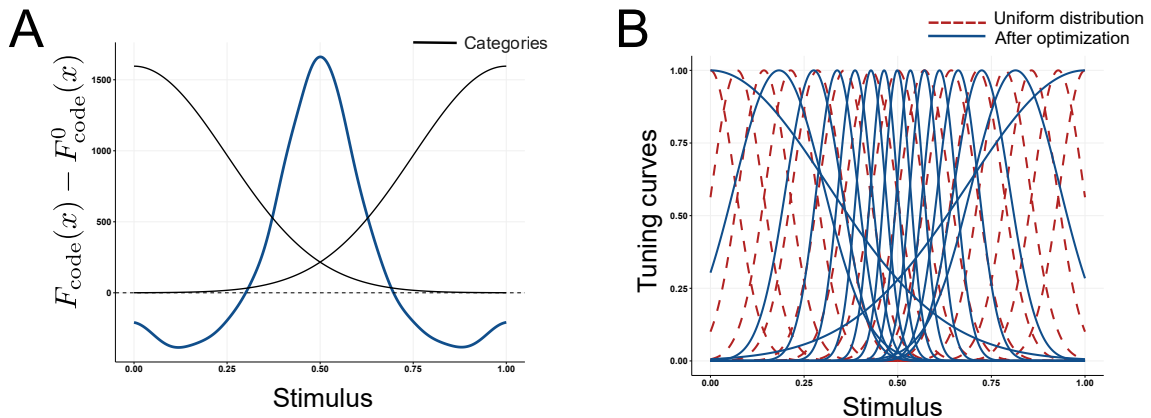 A
Categories
F_code(x) − F^0_code(x)
1500
1000
500
0
0.00 0.25 0.50 0.75 1.00
Stimulus
B
Uniform distribution
After optimization
Tuning curves
1.00
0.75
0.50
0.25
0.00
0.00 0.25 0.50 0.75 1.00
Stimulus